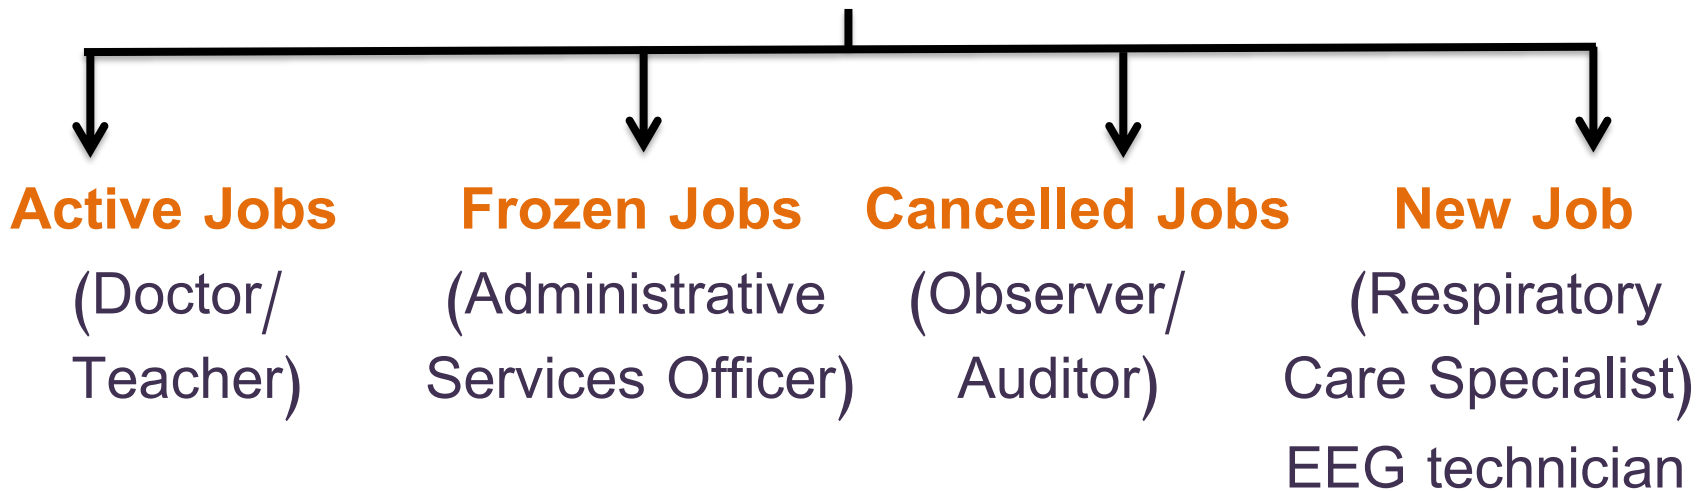 Active Jobs
(Doctor/
Teacher)
Frozen Jobs
(Administrative
Services Officer)
Cancelled Jobs
(Observer/
Auditor)
New Job
(Respiratory
Care Specialist)
EEG technician